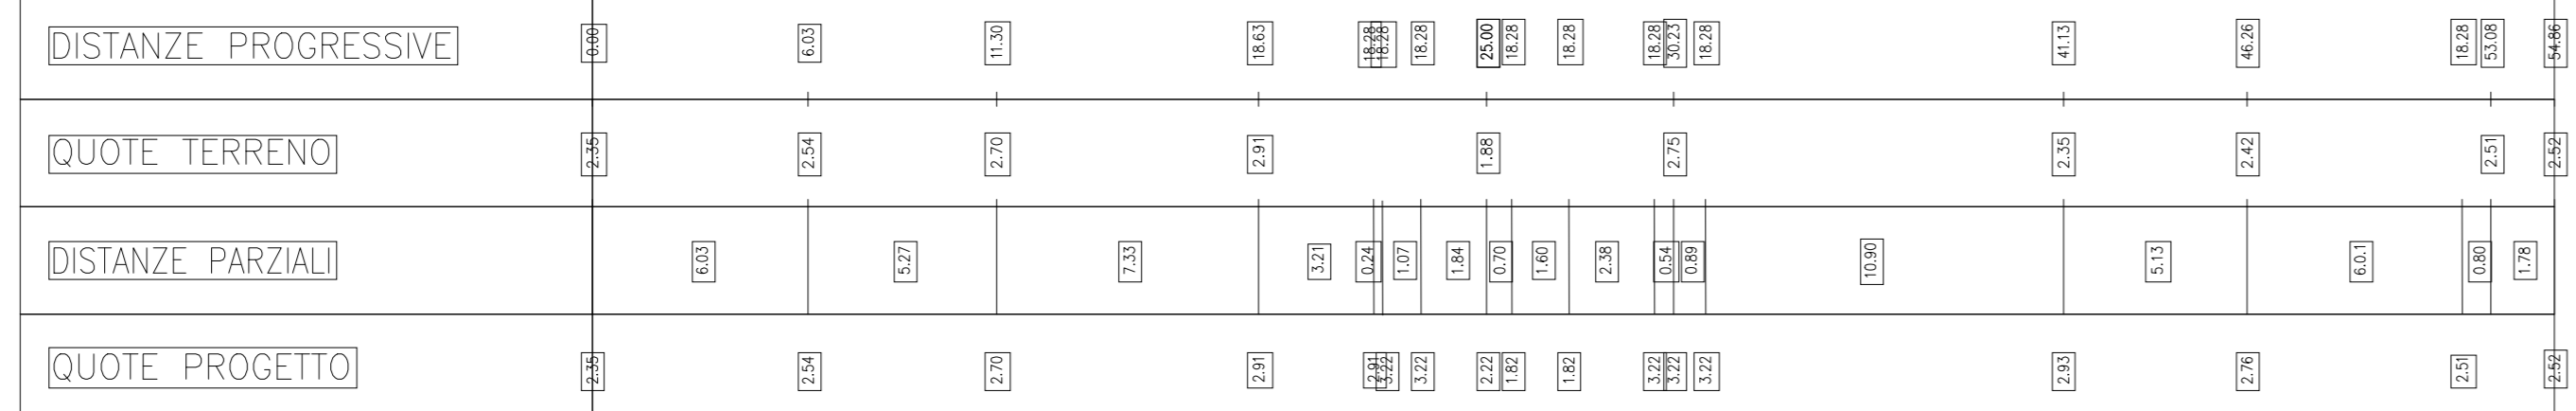 DISTANZE PROGRESSIVE 0.00 6.03 11.30 18.63 18.28 18.28 18.28 25.00 18.28 18.28 18.28 30.23 18.28 41.13 46.26 18.28 53.08 54.86
QUOTE TERRENO 2.35 2.54 2.70 2.91 1.88 2.75 2.35 2.42 2.51 2.52
DISTANZE PARZIALI 6.03 5.27 7.33 3.21 0.24 1.07 1.84 0.70 1.60 2.38 0.54 0.89 10.90 5.13 6.0.1 0.80 1.78
QUOTE PROGETTO 2.35 2.54 2.70 2.91 2.91 3.22 3.22 2.22 1.82 1.82 3.22 3.22 3.22 2.93 2.76 2.51 2.52